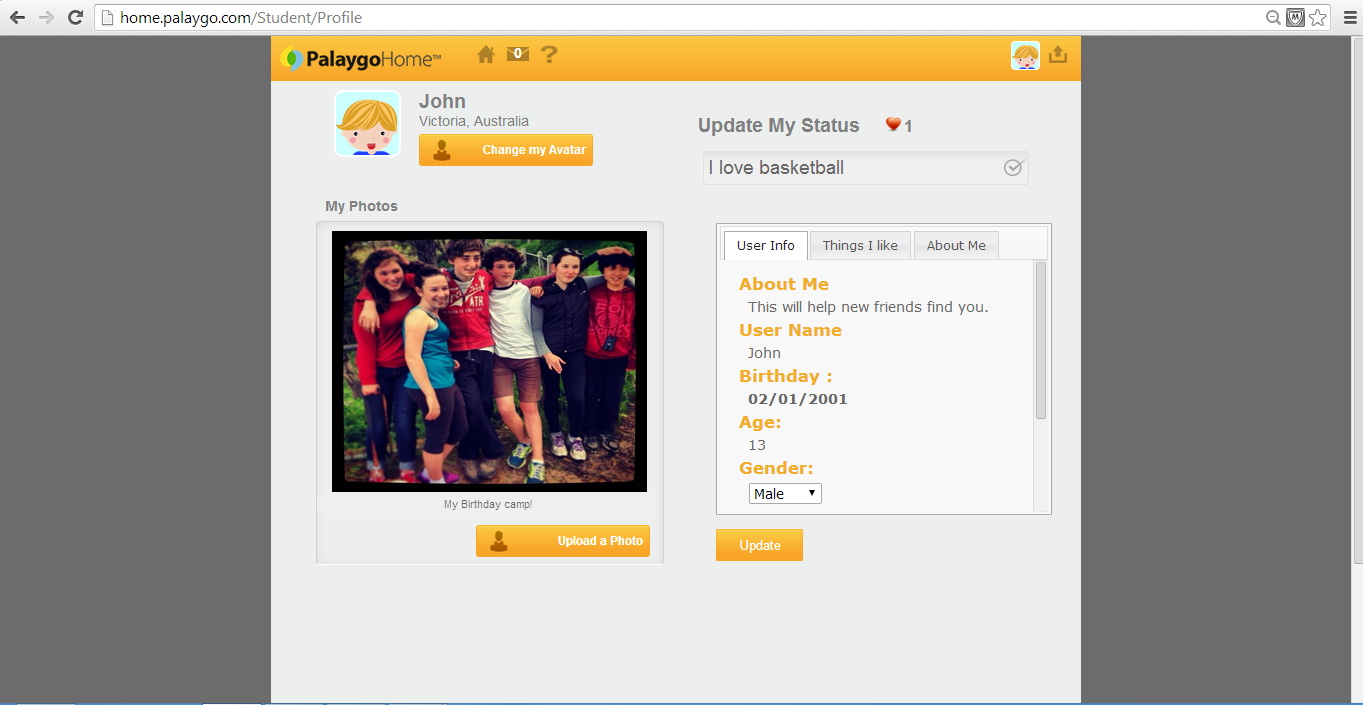 home.palaygo.com/Student/Profile
PalaygoHome™
0
?
John
Victoria, Australia
Change my Avatar
Update My Status
1
I love basketball
My Photos
ATR
My Birthday camp!
Upload a Photo
User Info
Things I like
About Me
About Me
This will help new friends find you.
User Name
John
Birthday :
02/01/2001
Age:
13
Gender:
Male
Update